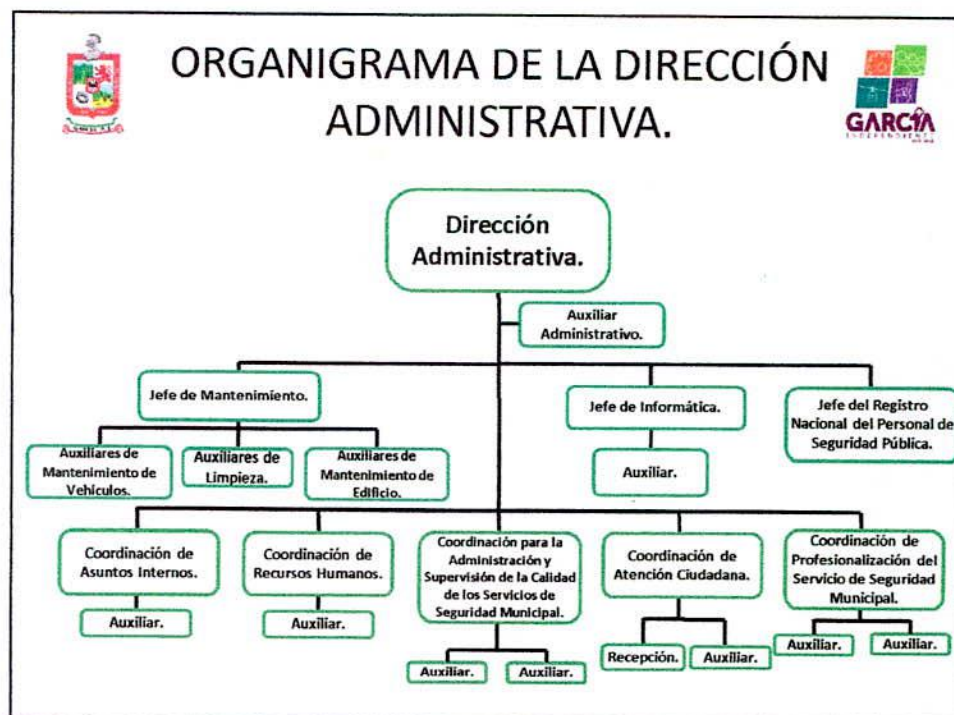 ORGANIGRAMA DE LA DIRECCIÓN
ADMINISTRATIVA.
GARCÍA
INDEPENDIENTE
Dirección
Administrativa.
Auxiliar
Administrativo.
Jefe de Mantenimiento.
Jefe de Informática.
Jefe del Registro
Nacional del Personal de
Seguridad Pública.
Auxiliares de
Mantenimiento de
Vehículos.
Auxiliares de
Limpieza.
Auxiliares de
Mantenimiento de
Edificio.
Auxiliar.
Coordinación de
Asuntos Internos.
Coordinación de
Recursos Humanos.
Coordinación para la
Administración y
Supervisión de la Calidad
de los Servicios de
Seguridad Municipal.
Coordinación de
Atención Ciudadana.
Coordinación de
Profesionalización del
Servicio de Seguridad
Municipal.
Auxiliar.
Auxiliar.
Auxiliar.
Auxiliar.
Recepción.
Auxiliar.
Auxiliar.
Auxiliar.